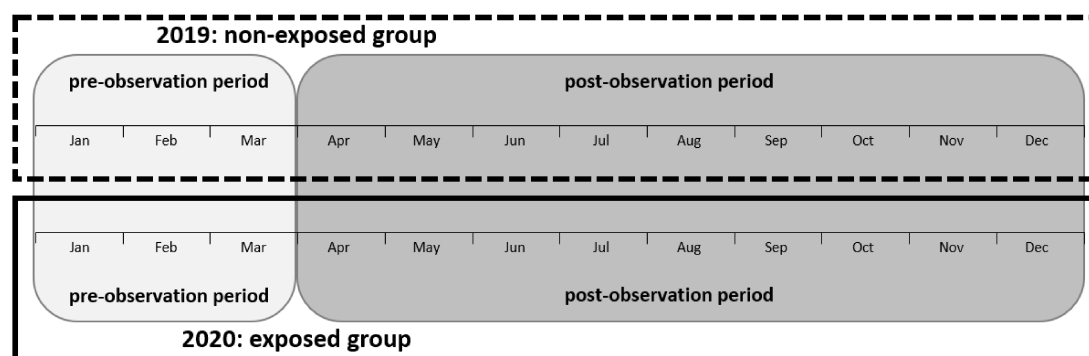 2019: non-exposed group
pre-observation period post-observation period
Jan Feb Mar Apr May Jun Jul Aug Sep Oct Nov Dec
Jan Feb Mar Apr May Jun Jul Aug Sep Oct Nov Dec
pre-observation period post-observation period
2020: exposed group